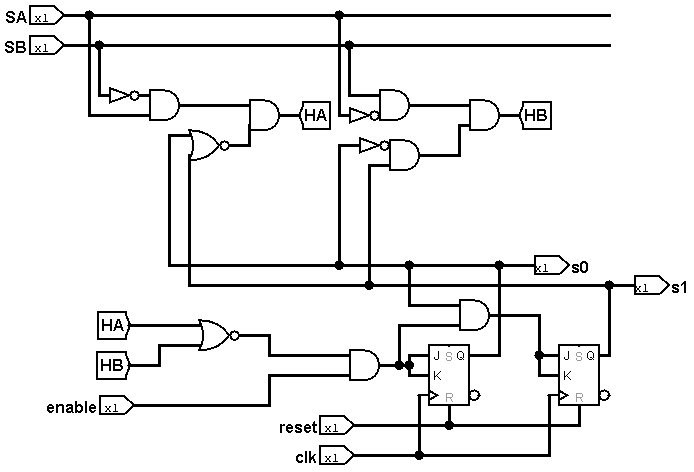 SA x1
SB x1
HA
HB
x1 s0
x1 s1
HA
HB
enable x1
J S Q
K
R
J S Q
K
R
reset x1
clk x1